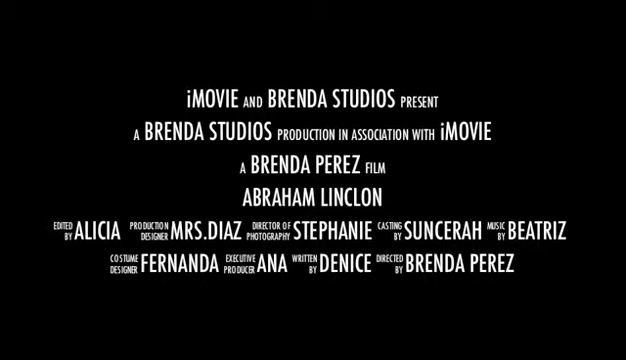 iMOVIE AND BRENDA STUDIOS PRESENT
A BRENDA STUDIOS PRODUCTION IN ASSOCIATION WITH iMOVIE
A BRENDA PEREZ FILM
ABRAHAM LINCLON
EDITED BY ALICIA PRODUCTION DESIGNER MRS.DIAZ DIRECTOR OF PHOTOGRAPHY STEPHANIE CASTING BY SUNCERAH MUSIC BY BEATRIZ
COSTUME DESIGNER FERNANDA EXECUTIVE PRODUCER ANA WRITTEN BY DENICE DIRECTED BY BRENDA PEREZ